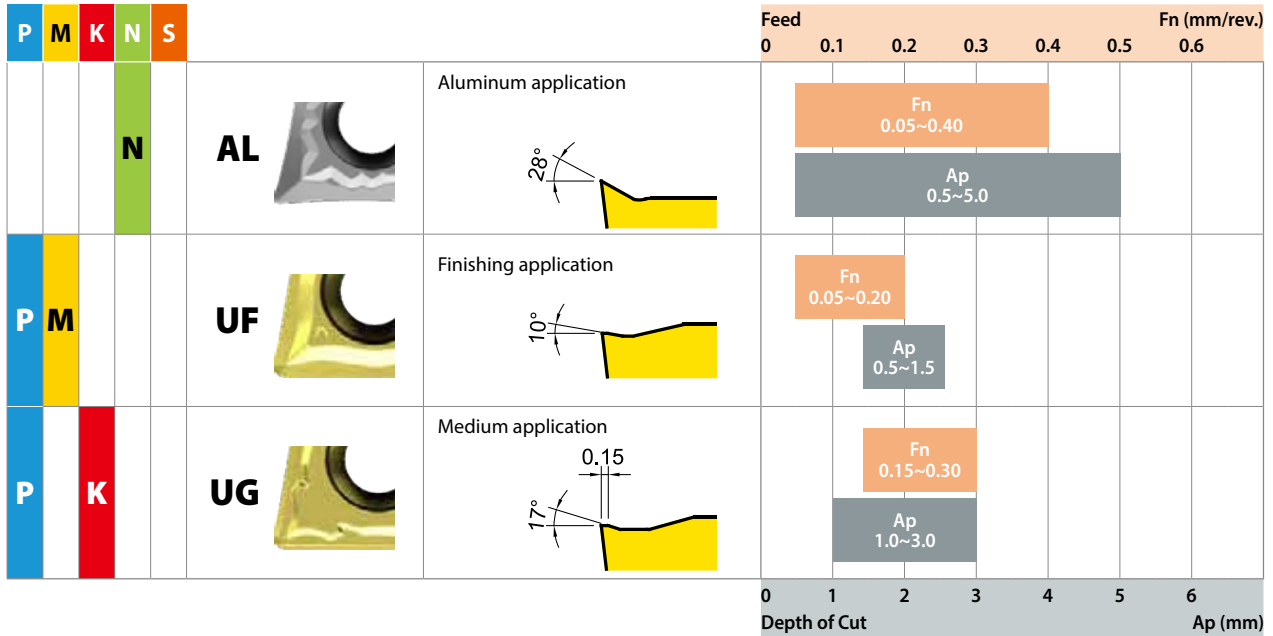 P M K N S
Feed Fn (mm/rev.)
0 0.1 0.2 0.3 0.4 0.5 0.6
N
AL
Aluminum application
28°
Fn
0.05~0.40
Ap
0.5~5.0
P M
UF
Finishing application
10°
Fn
0.05~0.20
Ap
0.5~1.5
P K
UG
Medium application
0.15
17°
Fn
0.15~0.30
Ap
1.0~3.0
0 1 2 3 4 5 6
Depth of Cut Ap (mm)